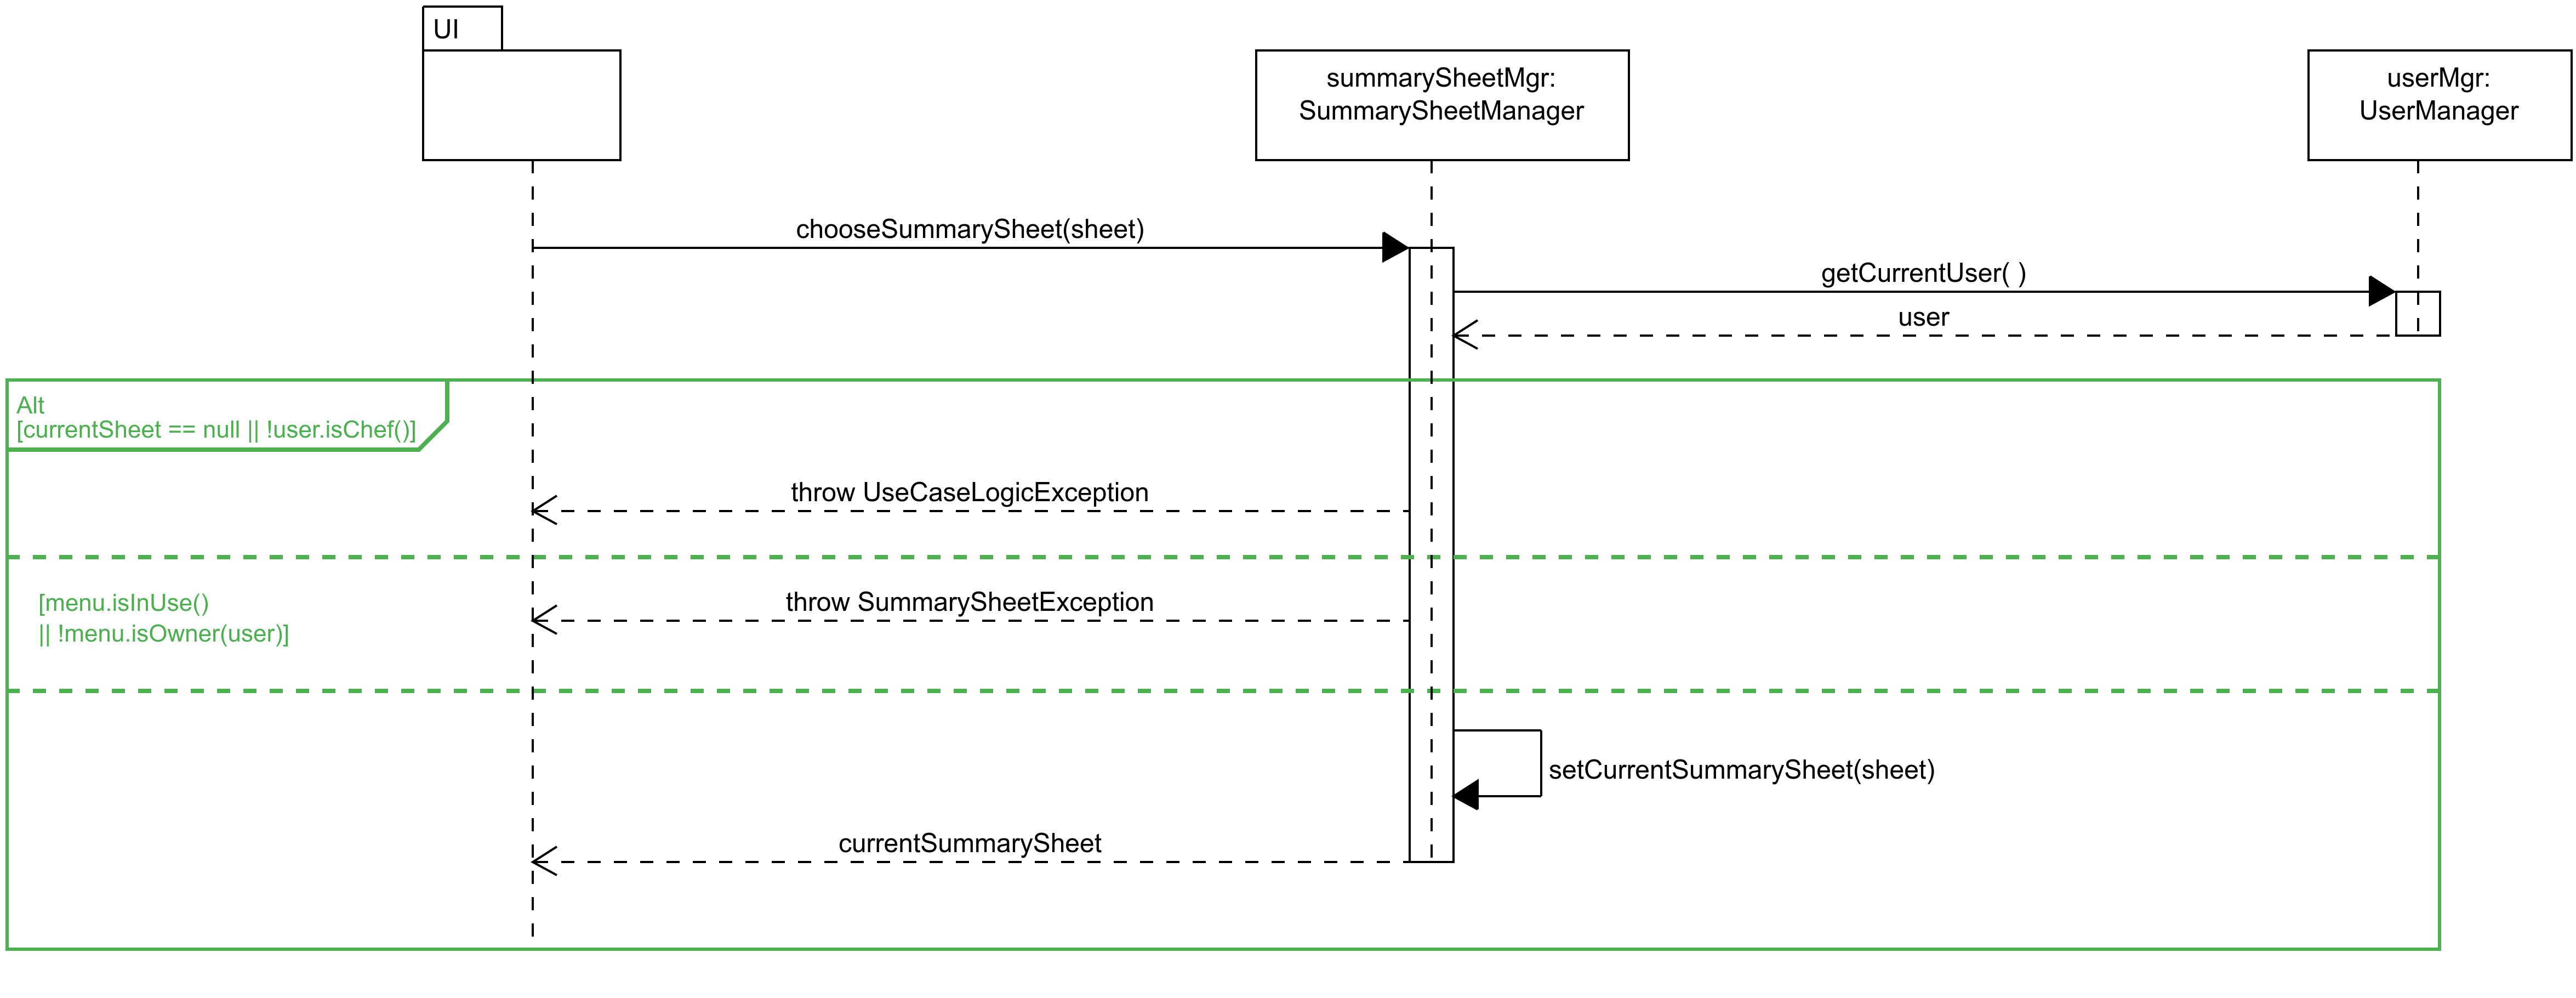 UI
summarySheetMgr:
SummarySheetManager
userMgr:
UserManager
chooseSummarySheet(sheet)
getCurrentUser( )
user
Alt
[currentSheet == null || !user.isChef()]
throw UseCaseLogicException
[menu.isInUse()
|| !menu.isOwner(user)]
throw SummarySheetException
setCurrentSummarySheet(sheet)
currentSummarySheet